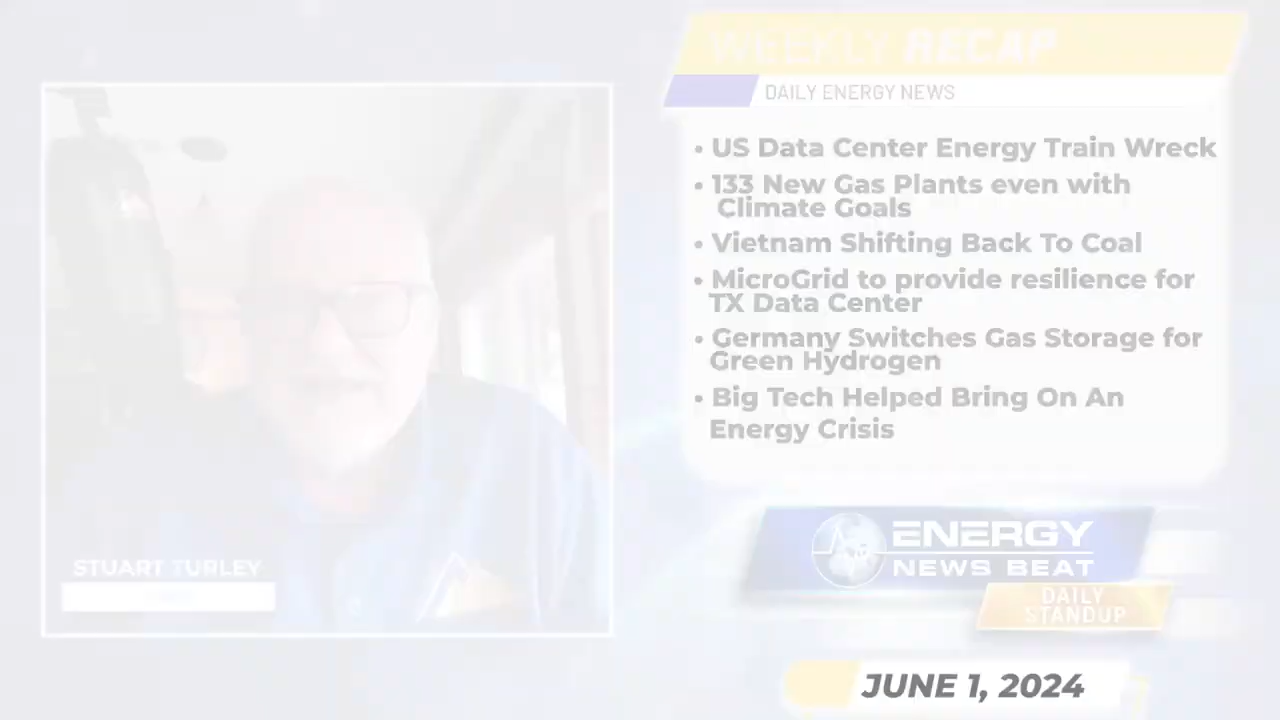 WEEKLY RECAP
DAILY ENERGY NEWS
• US Data Center Energy Train Wreck
• 133 New Gas Plants even with
Climate Goals
• Vietnam Shifting Back To Coal
• MicroGrid to provide resilience for
TX Data Center
• Germany Switches Gas Storage for
Green Hydrogen
• Big Tech Helped Bring On An
Energy Crisis
STUART TURLEY
ENERGY
NEWS BEAT
DAILY
STANDUP
JUNE 1, 2024